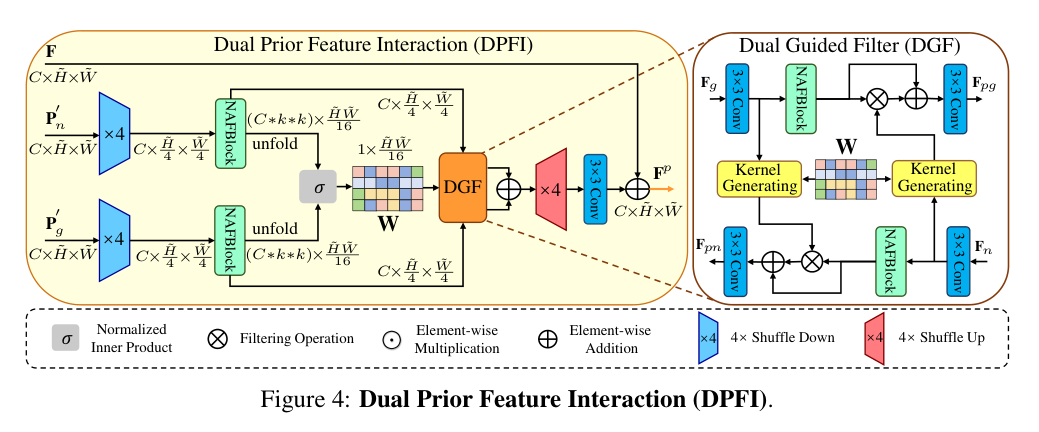 Dual Prior Feature Interaction (DPFI)
F
C×H̃×W̃
P′n
C×H̃×W̃
×4
C×H̃/4×W̃/4
NAFBlock
(C*k*k)×H̃W̃/16
unfold
C×H̃/4×W̃/4
1×H̃W̃/16
σ
W
DGF
×4
3×3 Conv
F^p
C×H̃×W̃
P′g
C×H̃×W̃
×4
C×H̃/4×W̃/4
NAFBlock
unfold
(C*k*k)×H̃W̃/16
C×H̃/4×W̃/4
Dual Guided Filter (DGF)
Fg
3×3 Conv
NAFBlock
3×3 Conv
Fpg
Kernel
Generating
W
Kernel
Generating
Fpn
3×3 Conv
NAFBlock
3×3 Conv
Fn
σ
Normalized
Inner Product
Filtering Operation
Element-wise
Multiplication
Element-wise
Addition
×4
4× Shuffle Down
×4
4× Shuffle Up
Figure 4: Dual Prior Feature Interaction (DPFI).